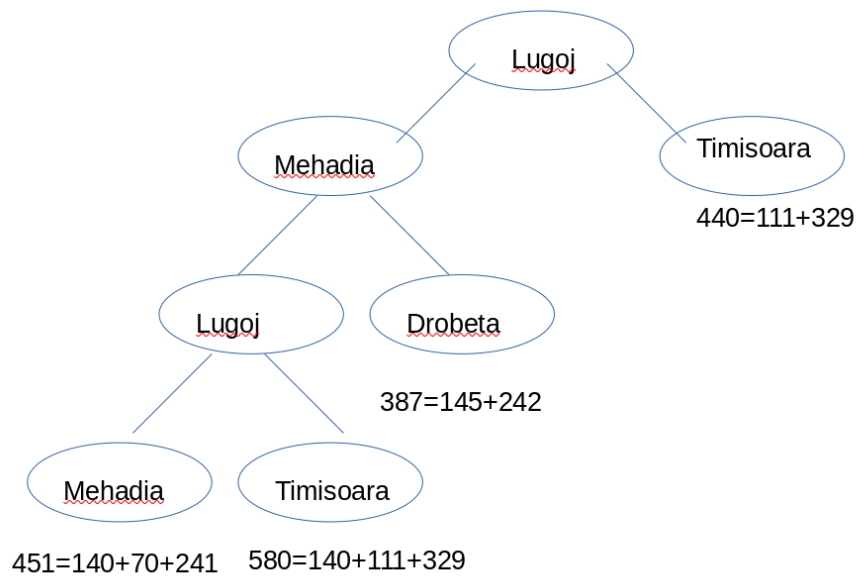 Lugoj
Mehadia
Timisoara
440=111+329
Lugoj
Drobeta
387=145+242
Mehadia
Timisoara
451=140+70+241
580=140+111+329